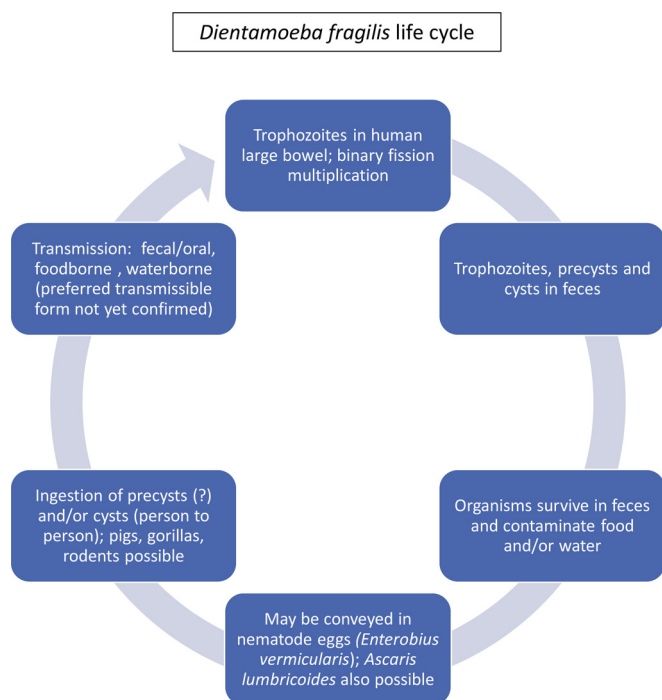 Dientamoeba fragilis life cycle
Trophozoites in human
large bowel; binary fission
multiplication
Trophozoites, precysts and
cysts in feces
Organisms survive in feces
and contaminate food
and/or water
May be conveyed in
nematode eggs (Enterobius
vermicularis); Ascaris
lumbricoides also possible
Ingestion of precysts (?)
and/or cysts (person to
person); pigs, gorillas,
rodents possible
Transmission: fecal/oral,
foodborne , waterborne
(preferred transmissible
form not yet confirmed)